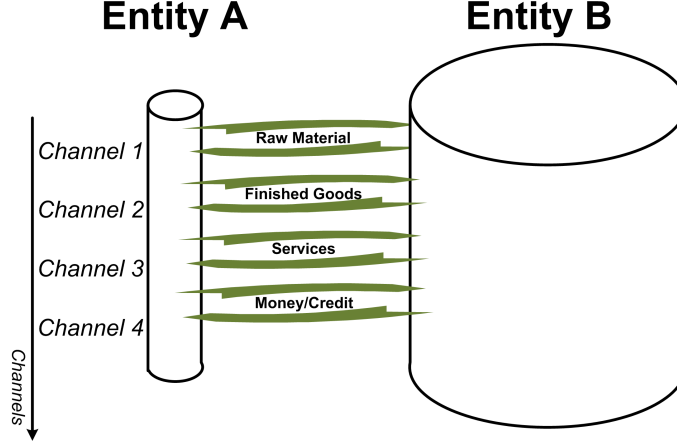 Entity A
Entity B
Raw Material
Channel 1
Finished Goods
Channel 2
Services
Channel 3
Money/Credit
Channel 4
Channels